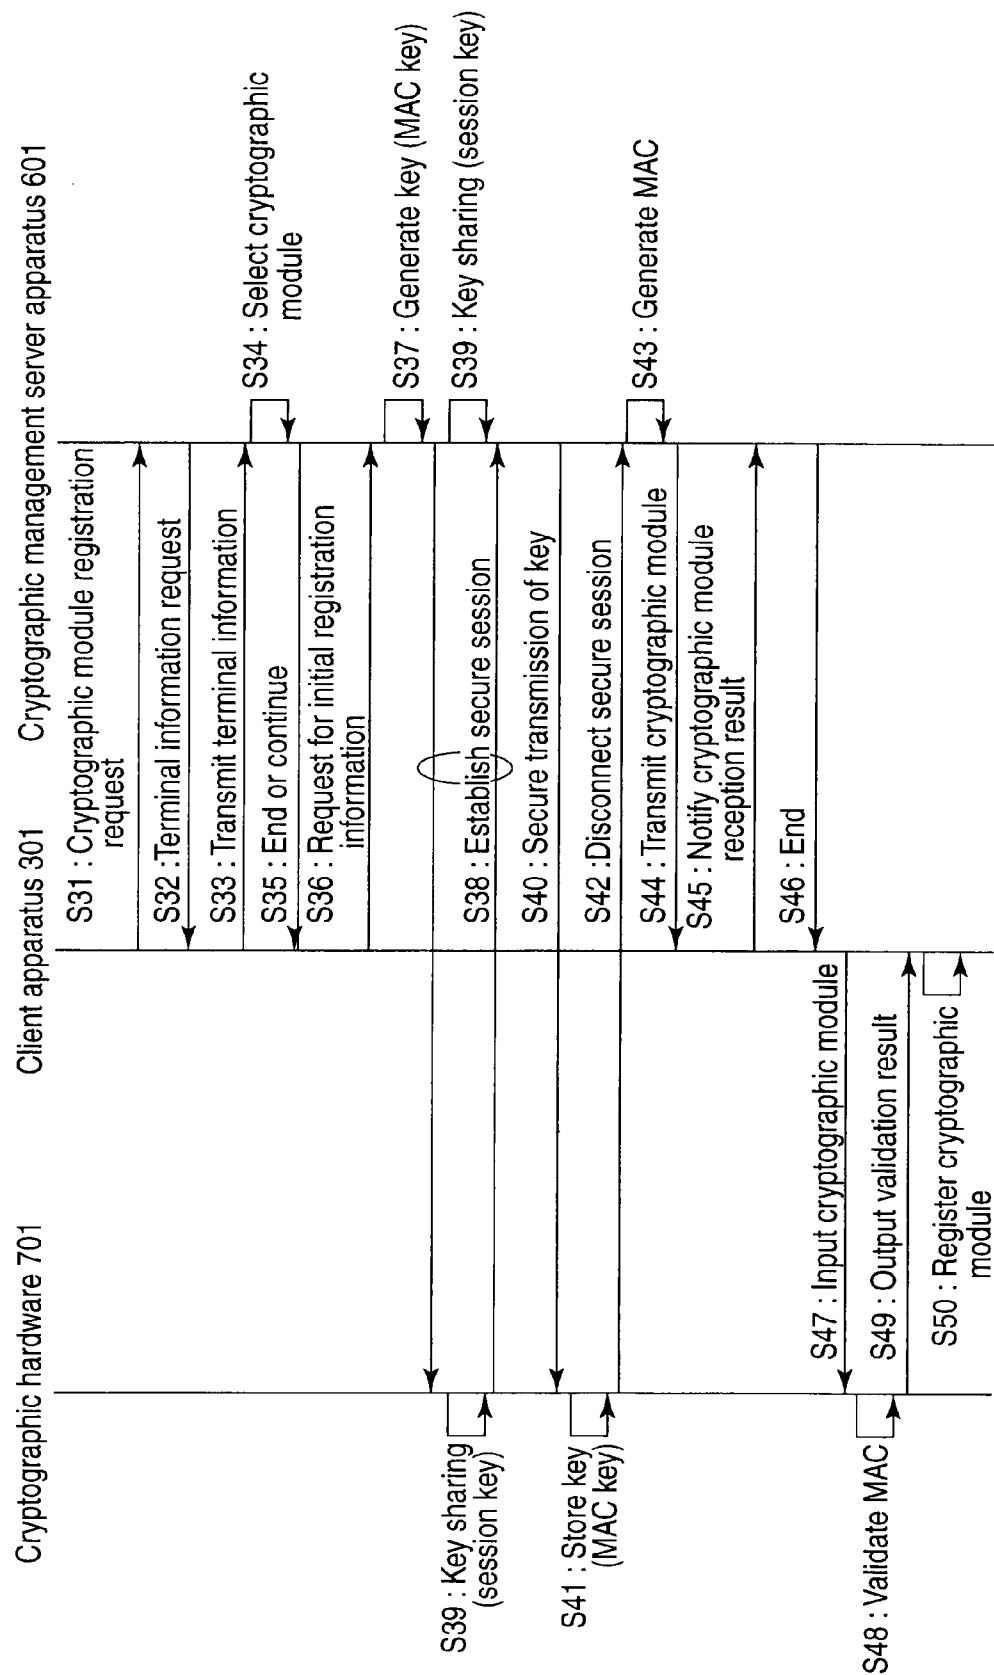 Cryptographic hardware 701
Client apparatus 301
Cryptographic management server apparatus 601
S31 : Cryptographic module registration
request
S32 :Terminal information request
S33 : Transmit terminal information
S34 : Select cryptographic
module
S35 : End or continue
S36 : Request for initial registration
information
S37 : Generate key (MAC key)
S38 : Establish secure session
S39 : Key sharing
(session key)
S39 : Key sharing (session key)
S40 : Secure transmission of key
S41 : Store key
(MAC key)
S42 :Disconnect secure session
S43 : Generate MAC
S44 : Transmit cryptographic module
S45 : Notify cryptographic module
reception result
S46 : End
S47 : Input cryptographic module
S48 : Validate MAC
S49 : Output validation result
S50 : Register cryptographic
module